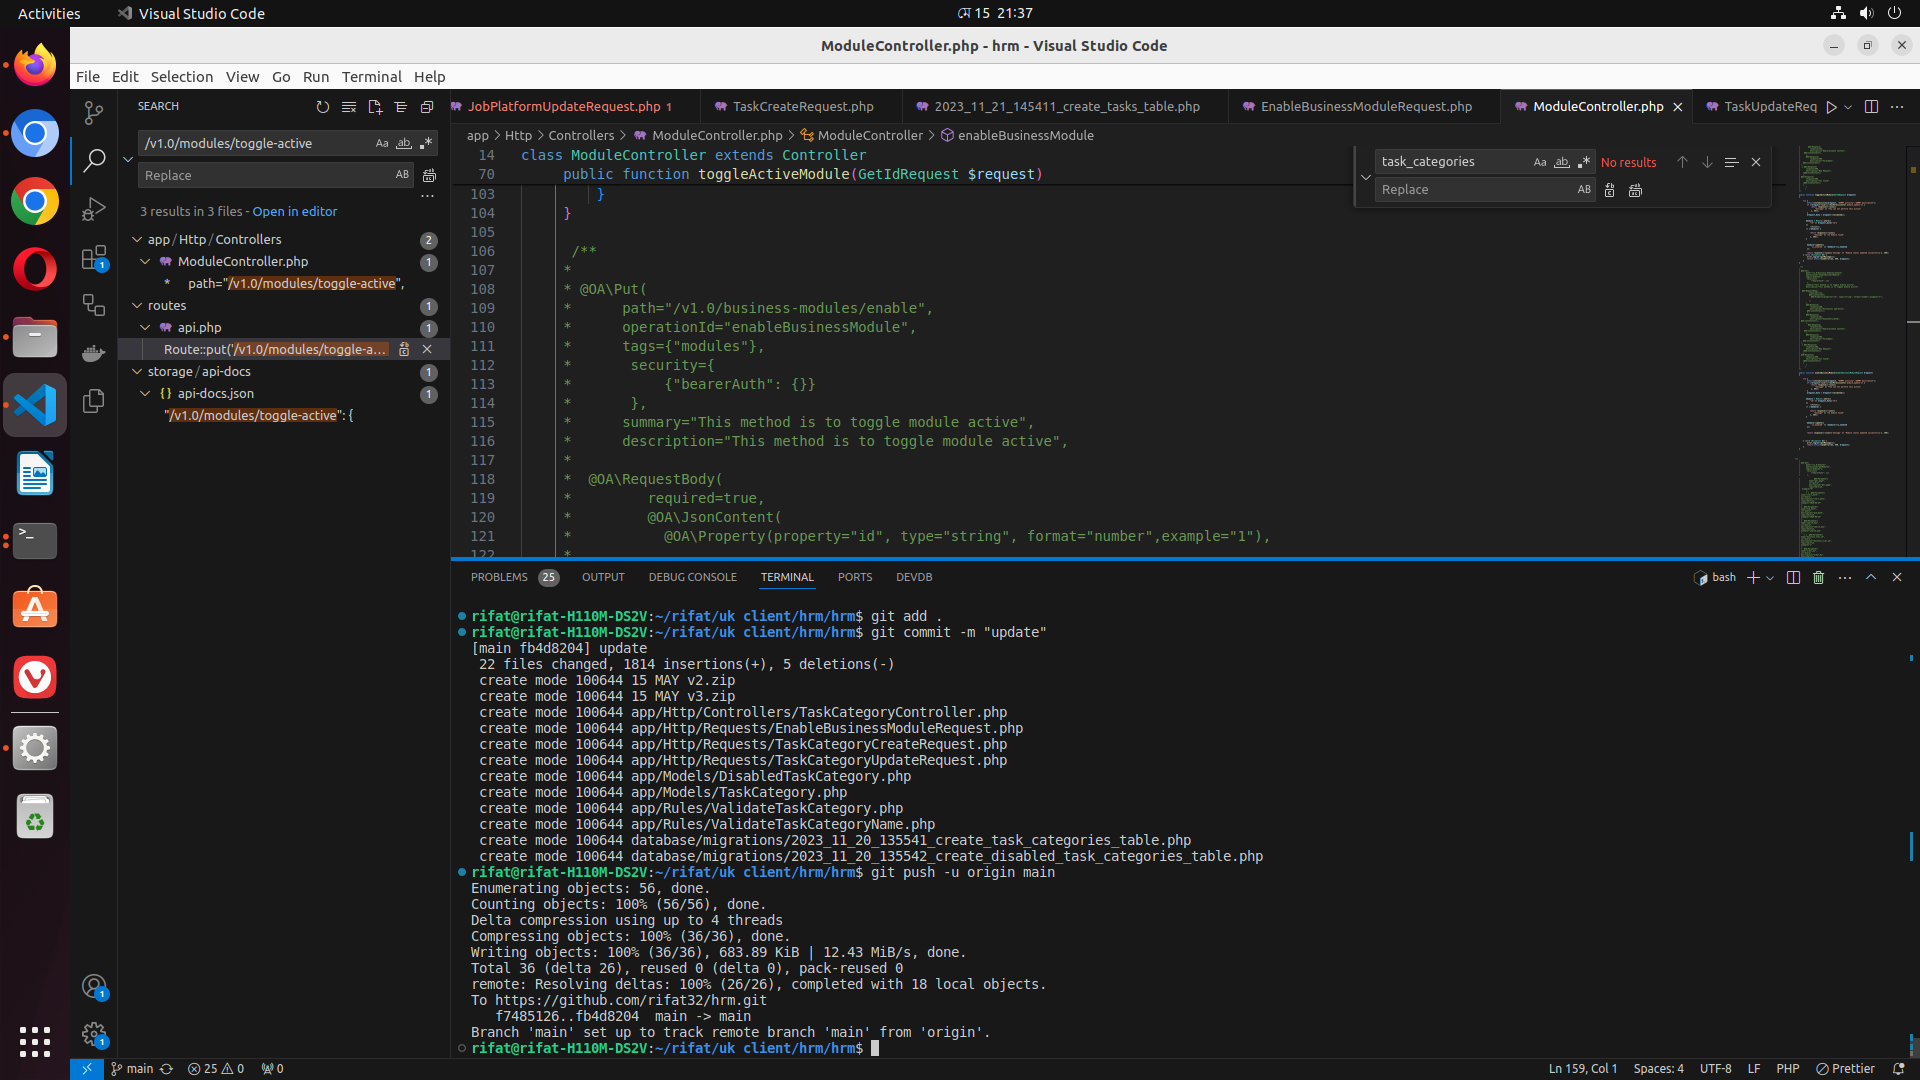 Activities
Visual Studio Code
15 21:37
ModuleController.php - hrm - Visual Studio Code
File Edit Selection View Go Run Terminal Help
SEARCH
/v1.0/modules/toggle-active
Aa ab
Replace
AB
3 results in 3 files - Open in editor
app/Http/Controllers 2
ModuleController.php 1
* path="/v1.0/modules/toggle-active",
routes 1
api.php 1
Route::put('/v1.0/modules/toggle-a...
storage/api-docs 1
{} api-docs.json 1
"/v1.0/modules/toggle-active": {
JobPlatformUpdateRequest.php 1
TaskCreateRequest.php
2023_11_21_145411_create_tasks_table.php
EnableBusinessModuleRequest.php
ModuleController.php
TaskUpdateReq
app > Http > Controllers > ModuleController.php > ModuleController > enableBusinessModule
task_categories
Aa ab
No results
Replace
AB
14 class ModuleController extends Controller
70 public function toggleActiveModule(GetIdRequest $request)
103 }
104 }
105
106 /**
107 *
108 * @OA\Put(
109 * path="/v1.0/business-modules/enable",
110 * operationId="enableBusinessModule",
111 * tags={"modules"},
112 * security={
113 * {"bearerAuth": {}}
114 * },
115 * summary="This method is to toggle module active",
116 * description="This method is to toggle module active",
117 *
118 * @OA\RequestBody(
119 * required=true,
120 * @OA\JsonContent(
121 * @OA\Property(property="id", type="string", format="number",example="1"),
122 *
PROBLEMS 25 OUTPUT DEBUG CONSOLE TERMINAL PORTS DEVDB
bash
rifat@rifat-H110M-DS2V:~/rifat/uk client/hrm/hrm$ git add .
rifat@rifat-H110M-DS2V:~/rifat/uk client/hrm/hrm$ git commit -m "update"
[main fb4d8204] update
22 files changed, 1814 insertions(+), 5 deletions(-)
create mode 100644 15 MAY v2.zip
create mode 100644 15 MAY v3.zip
create mode 100644 app/Http/Controllers/TaskCategoryController.php
create mode 100644 app/Http/Requests/EnableBusinessModuleRequest.php
create mode 100644 app/Http/Requests/TaskCategoryCreateRequest.php
create mode 100644 app/Http/Requests/TaskCategoryUpdateRequest.php
create mode 100644 app/Models/DisabledTaskCategory.php
create mode 100644 app/Models/TaskCategory.php
create mode 100644 app/Rules/ValidateTaskCategory.php
create mode 100644 app/Rules/ValidateTaskCategoryName.php
create mode 100644 database/migrations/2023_11_20_135541_create_task_categories_table.php
create mode 100644 database/migrations/2023_11_20_135542_create_disabled_task_categories_table.php
rifat@rifat-H110M-DS2V:~/rifat/uk client/hrm/hrm$ git push -u origin main
Enumerating objects: 56, done.
Counting objects: 100% (56/56), done.
Delta compression using up to 4 threads
Compressing objects: 100% (36/36), done.
Writing objects: 100% (36/36), 683.89 KiB | 12.43 MiB/s, done.
Total 36 (delta 26), reused 0 (delta 0), pack-reused 0
remote: Resolving deltas: 100% (26/26), completed with 18 local objects.
To https://github.com/rifat32/hrm.git
f7485126..fb4d8204 main -> main
Branch 'main' set up to track remote branch 'main' from 'origin'.
rifat@rifat-H110M-DS2V:~/rifat/uk client/hrm/hrm$
main 25 0 0
Ln 159, Col 1 Spaces: 4 UTF-8 LF PHP Prettier